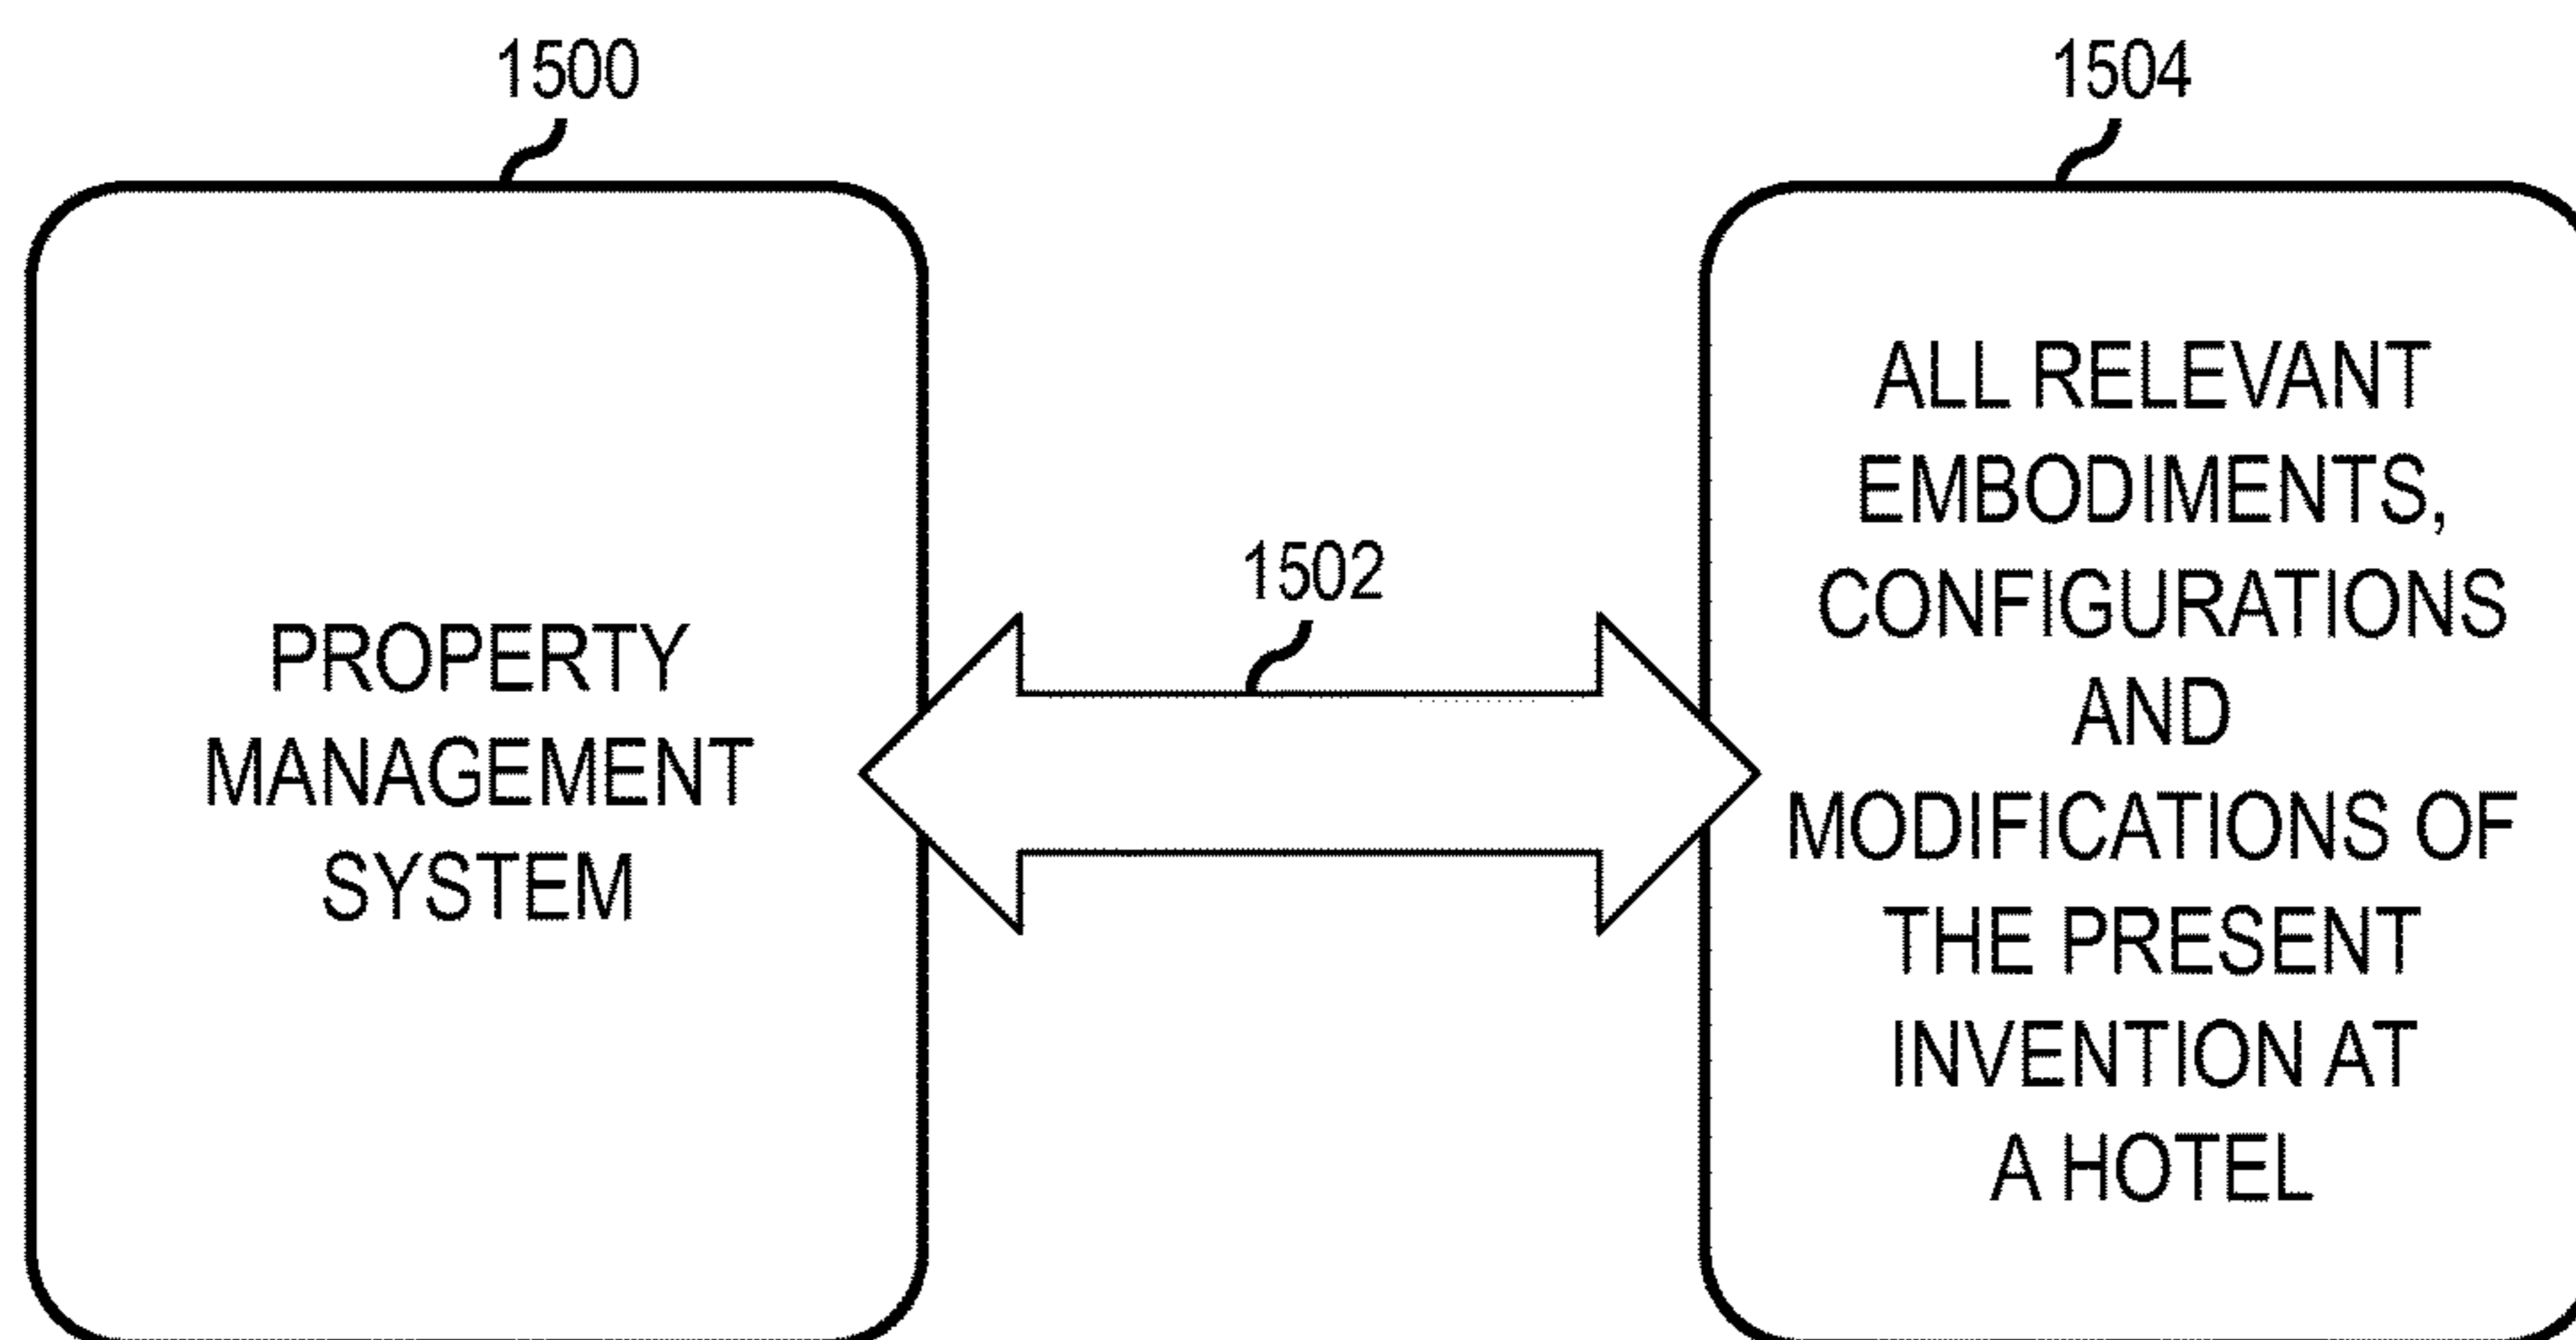 1500
1504
1502
PROPERTY
MANAGEMENT
SYSTEM
ALL RELEVANT
EMBODIMENTS,
CONFIGURATIONS
AND
MODIFICATIONS OF
THE PRESENT
INVENTION AT
A HOTEL